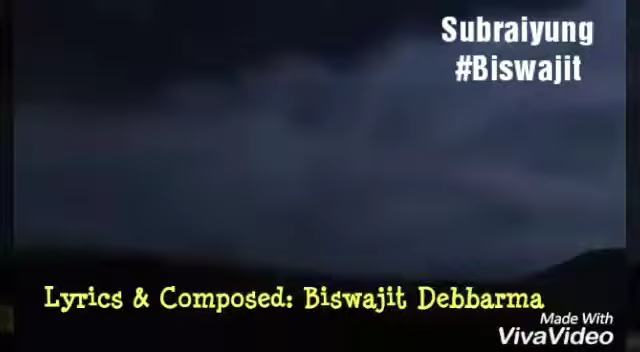 Subraiyung
#Biswajit
Lyrics & Composed: Biswajit Debbarma
Made With
VivaVideo